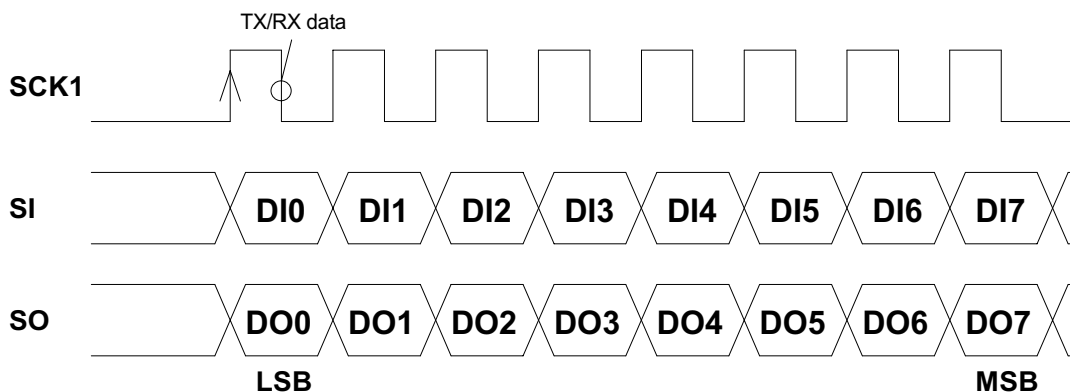 TX/RX data
SCK1
SI DI0 DI1 DI2 DI3 DI4 DI5 DI6 DI7
SO DO0 DO1 DO2 DO3 DO4 DO5 DO6 DO7
LSB MSB